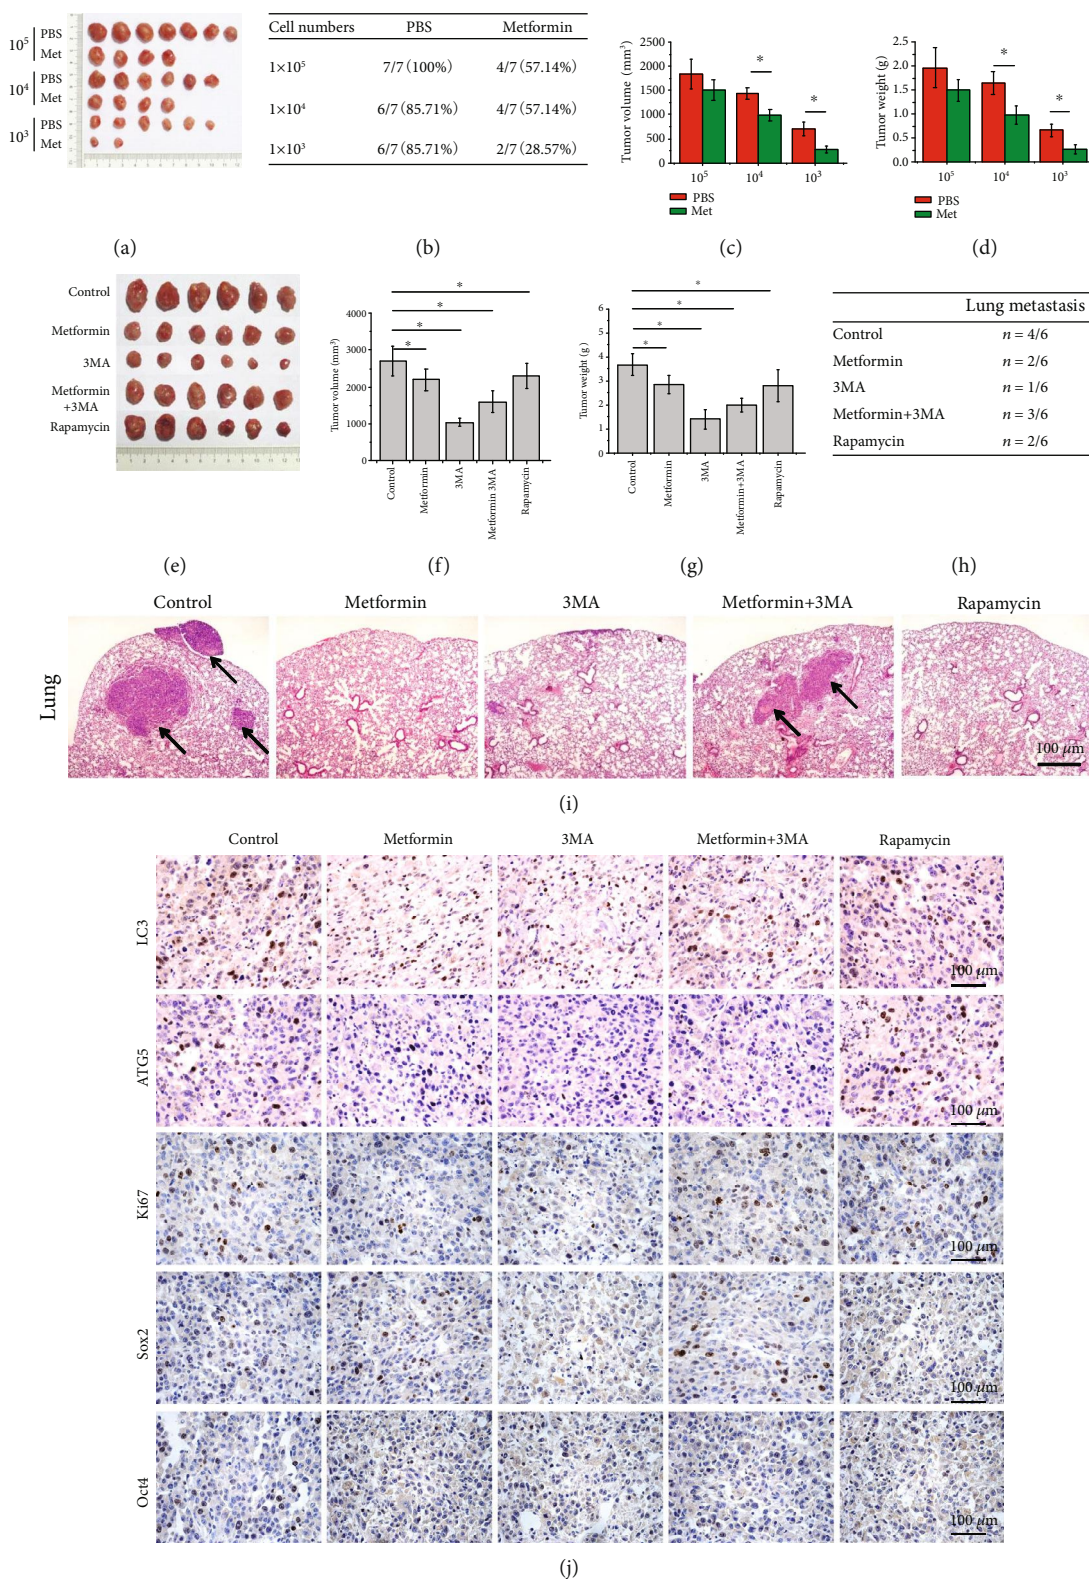 10⁵ PBS
Met
10⁴ PBS
Met
10³ PBS
Met
(a)
Cell numbers PBS Metformin
1×10⁵ 7/7 (100%) 4/7 (57.14%)
1×10⁴ 6/7 (85.71%) 4/7 (57.14%)
1×10³ 6/7 (85.71%) 2/7 (28.57%)
(b)
Tumor volume (mm³)
2500
2000
1500
1000
500
0
* *
10⁵ 10⁴ 10³
PBS
Met
(c)
Tumor weight (g)
2.5
2.0
1.5
1.0
0.5
0.0
* *
10⁵ 10⁴ 10³
PBS
Met
(d)
Control
Metformin
3MA
Metformin
+3MA
Rapamycin
(e)
Tumor volume (mm³)
4000
3000
2000
1000
0
*
*
*
*
Control
Metformin
3MA
Metformin 3MA
Rapamycin
(f)
Tumor weight (g)
6
5
4
3
2
1
0
*
*
*
*
Control
Metformin
3MA
Metformin+3MA
Rapamycin
(g)
Lung metastasis
Control n = 4/6
Metformin n = 2/6
3MA n = 1/6
Metformin+3MA n = 3/6
Rapamycin n = 2/6
(h)
Control Metformin 3MA Metformin+3MA Rapamycin
Lung
100 μm
(i)
Control Metformin 3MA Metformin+3MA Rapamycin
LC3
100 μm
ATG5
100 μm
Ki67
100 μm
Sox2
100 μm
Oct4
100 μm
(j)